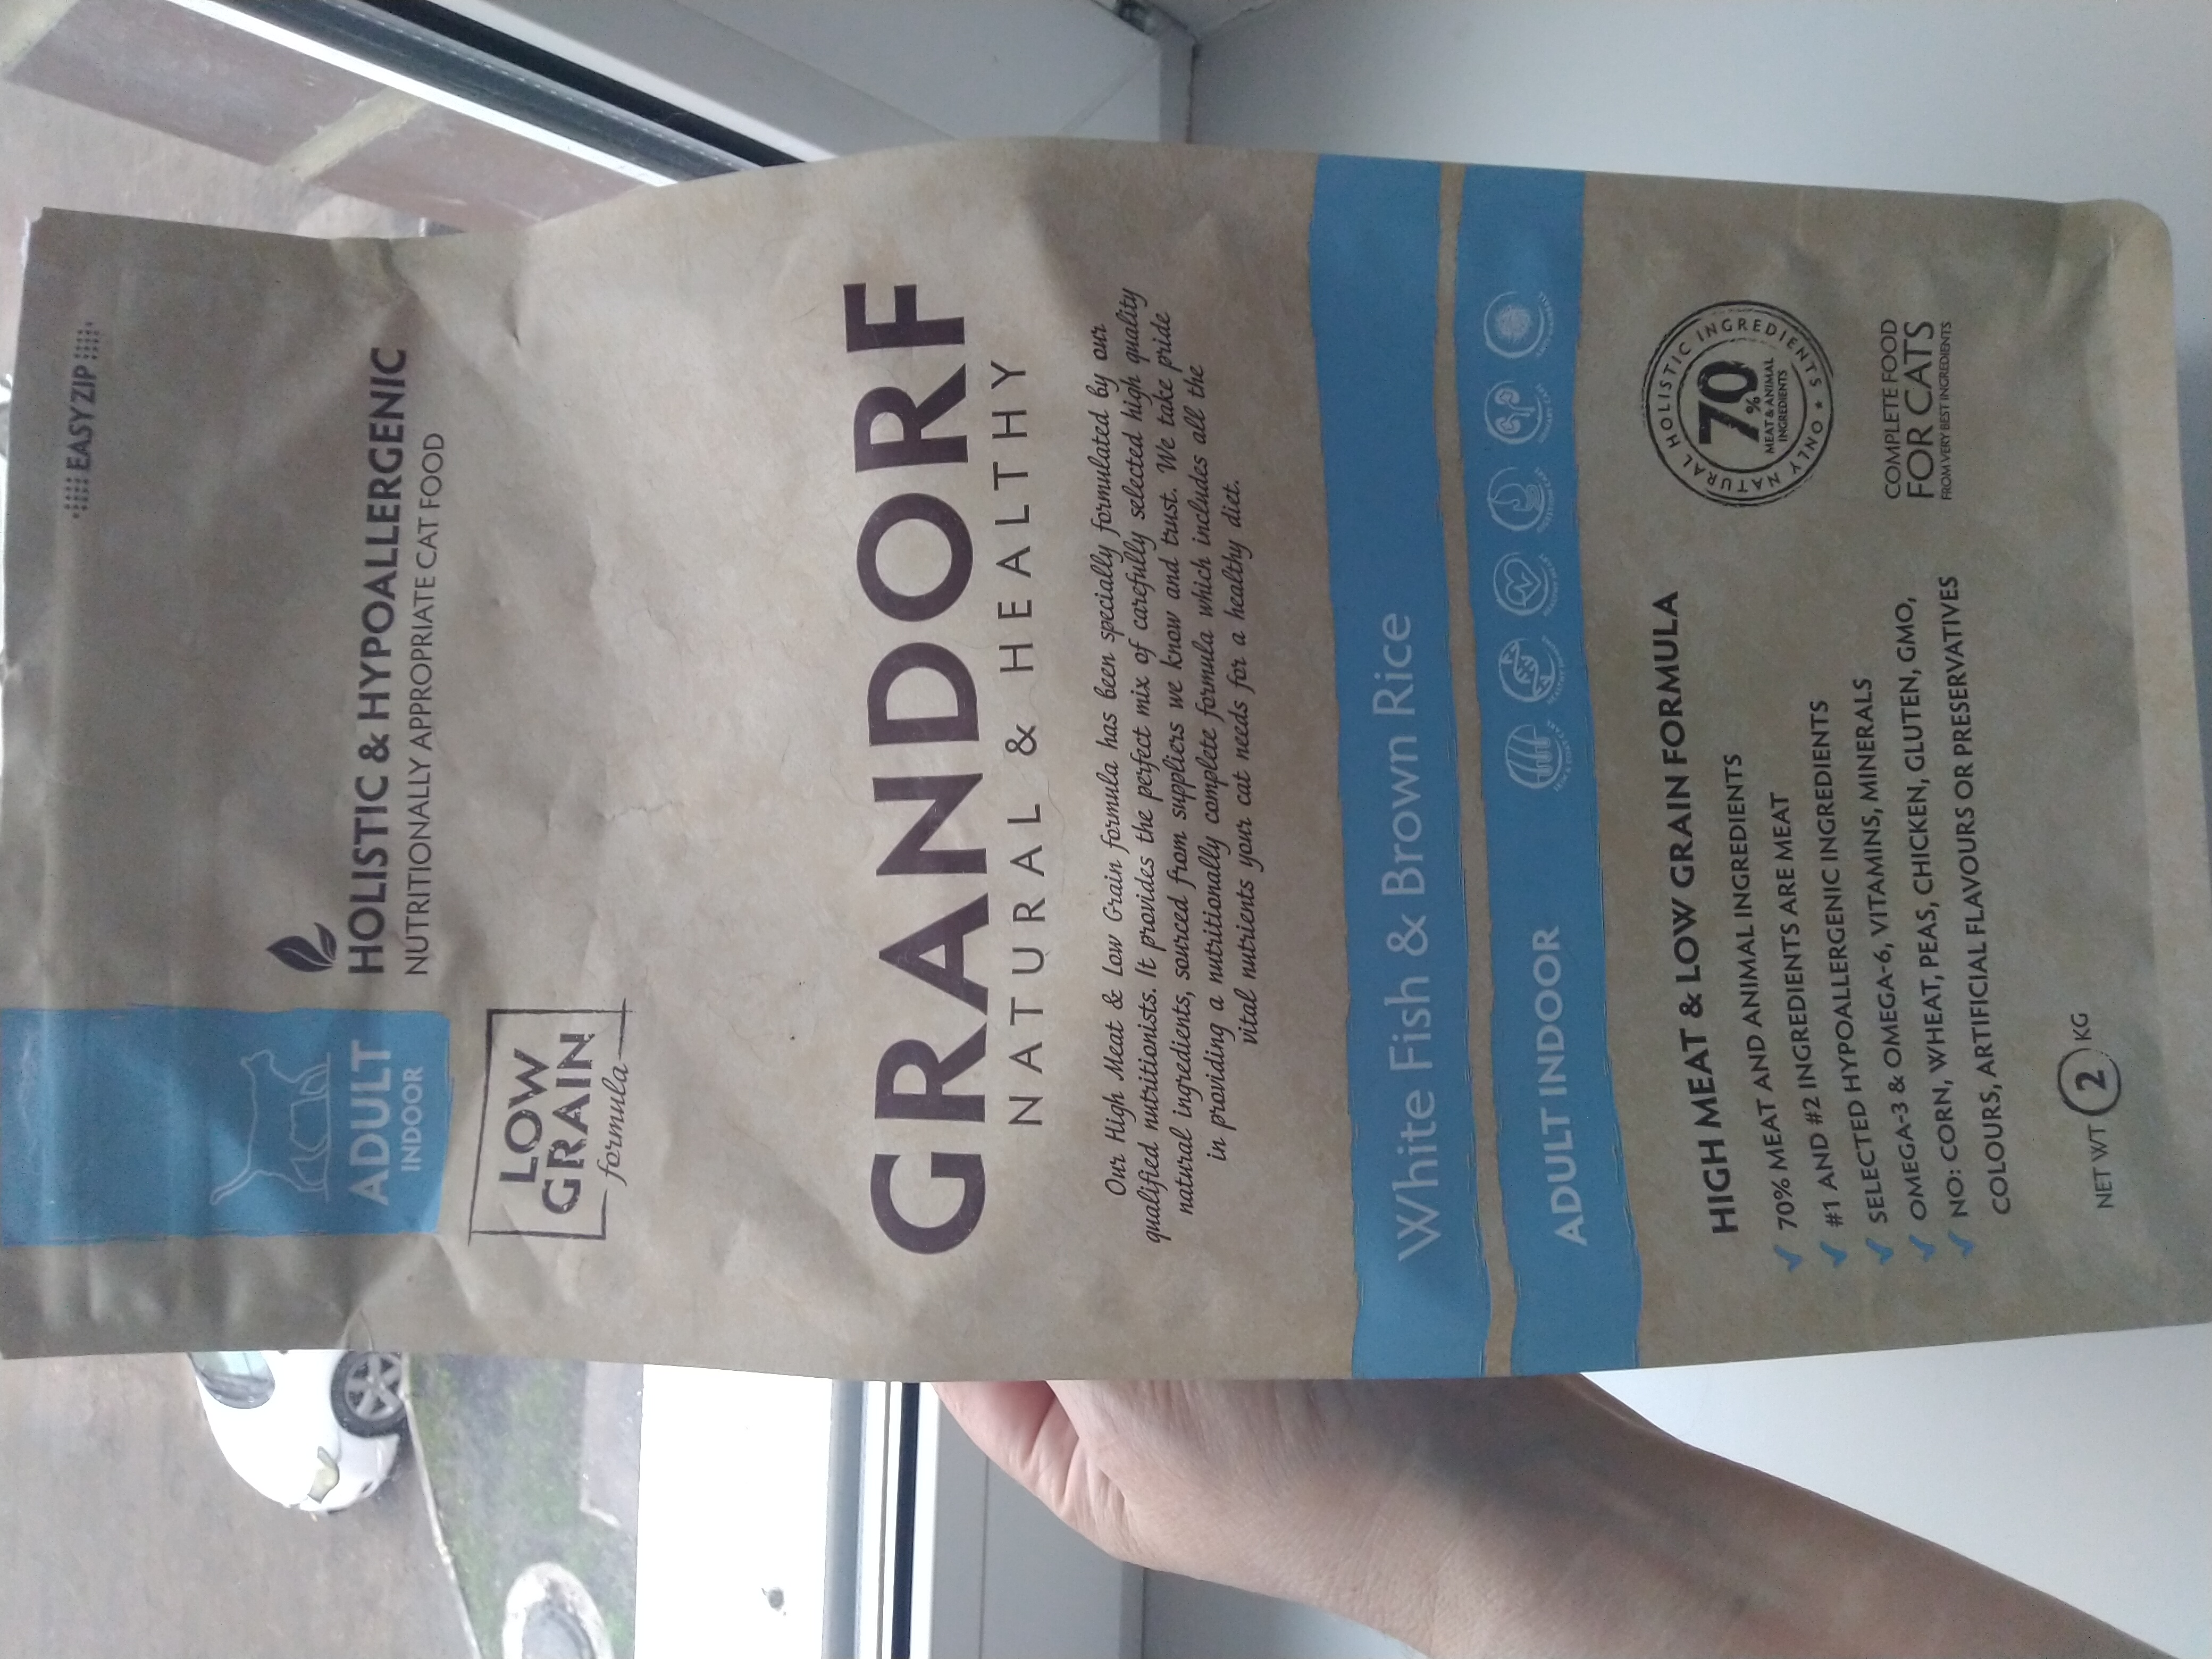 EASY ZIP
ADULT
INDOOR
HOLISTIC & HYPOALLERGENIC
NUTRITIONALLY APPROPRIATE CAT FOOD
LOW
GRAIN
formula
GRANDORF
NATURAL & HEALTHY
Our High Meat & Low Grain formula has been specially formulated by our
qualified nutritionists. It provides the perfect mix of carefully selected high quality
natural ingredients, sourced from suppliers we know and trust. We take pride
in providing a nutritionally complete formula which includes all the
vital nutrients your cat needs for a healthy diet.
White Fish & Brown Rice
ADULT INDOOR
HIGH MEAT & LOW GRAIN FORMULA
70% MEAT AND ANIMAL INGREDIENTS
#1 AND #2 INGREDIENTS ARE MEAT
SELECTED HYPOALLERGENIC INGREDIENTS
OMEGA-3 & OMEGA-6, VITAMINS, MINERALS
NO: CORN, WHEAT, PEAS, CHICKEN, GLUTEN, GMO,
COLOURS, ARTIFICIAL FLAVOURS OR PRESERVATIVES
ONLY NATURAL HOLISTIC INGREDIENTS
70%
MEAT & ANIMAL
INGREDIENTS
COMPLETE FOOD
FOR CATS
FROM VERY BEST INGREDIENTS
NET WT 2 KG